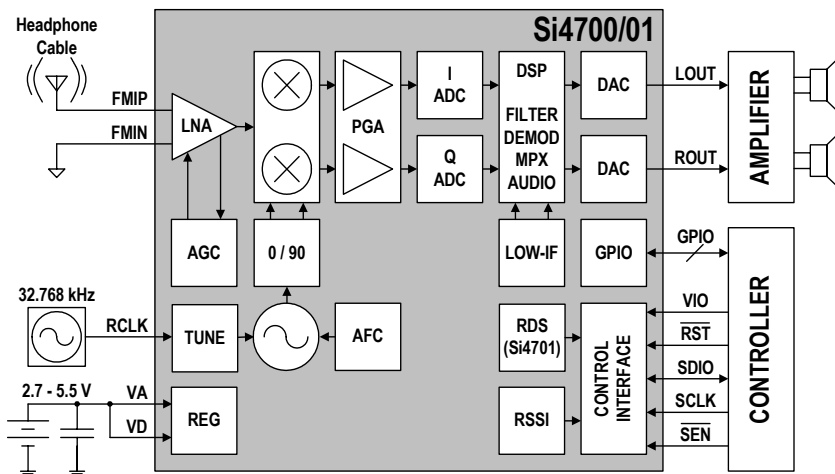 Si4700/01
Headphone
Cable
FMIP
FMIN
LNA
PGA
I
ADC
Q
ADC
DSP
FILTER
DEMOD
MPX
AUDIO
DAC
DAC
LOUT
ROUT
AMPLIFIER
AGC
0 / 90
LOW-IF
GPIO
GPIO
32.768 kHz
RCLK
TUNE
AFC
RDS
(Si4701)
CONTROL
INTERFACE
VIO
RST
SDIO
SCLK
SEN
CONTROLLER
2.7 - 5.5 V
VA
VD
REG
RSSI